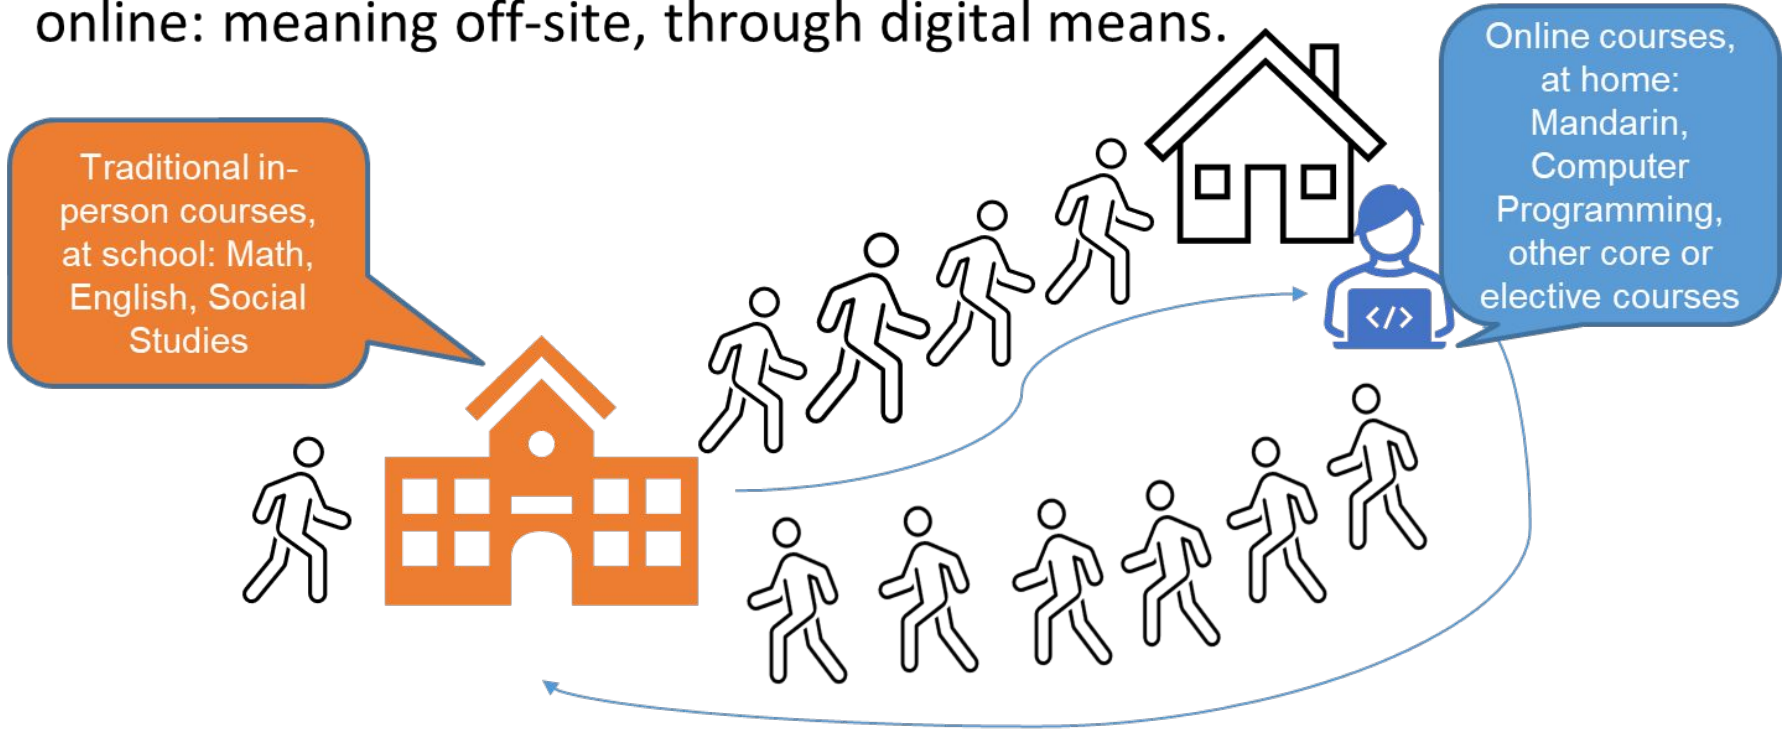 online: meaning off-site, through digital means.
Traditional in-
person courses,
at school: Math,
English, Social
Studies
Online courses,
at home:
Mandarin,
Computer
Programming,
other core or
elective courses
</>